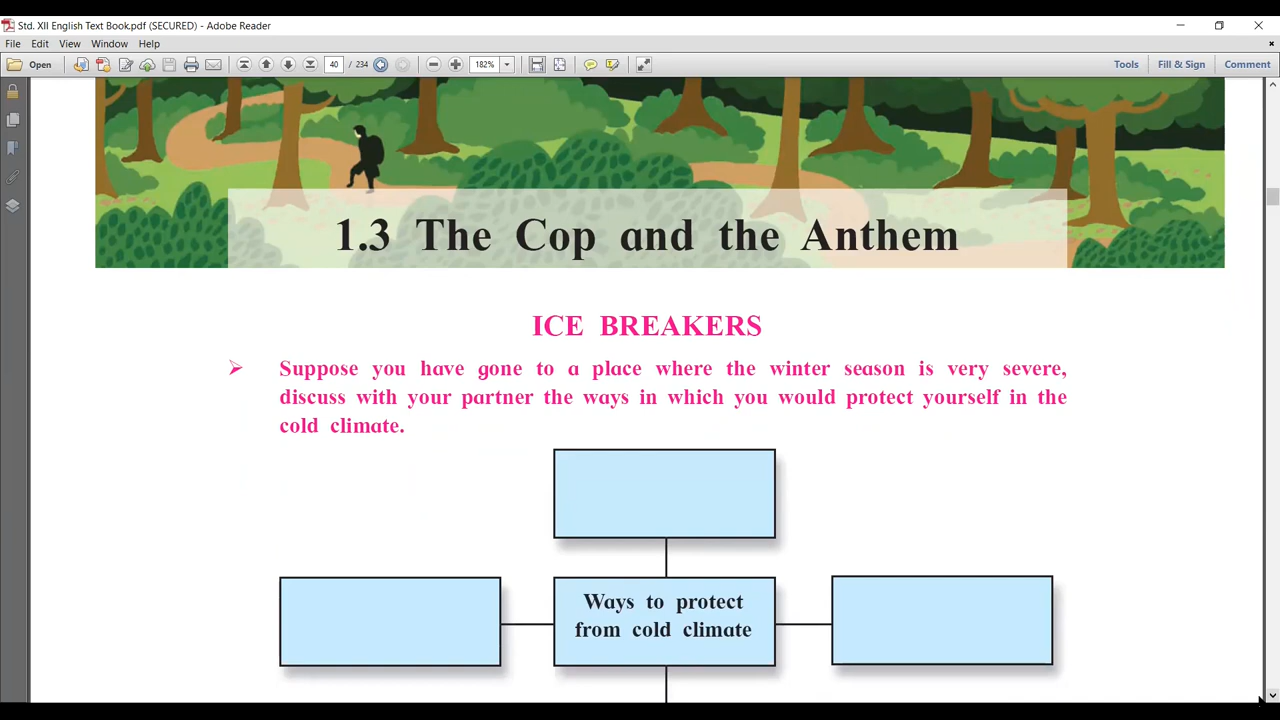 Std. XII English Text Book.pdf (SECURED) - Adobe Reader
File Edit View Window Help
Open 40 / 234 182% Tools Fill & Sign Comment
1.3 The Cop and the Anthem
ICE BREAKERS
Suppose you have gone to a place where the winter season is very severe,
discuss with your partner the ways in which you would protect yourself in the
cold climate.
Ways to protect
from cold climate